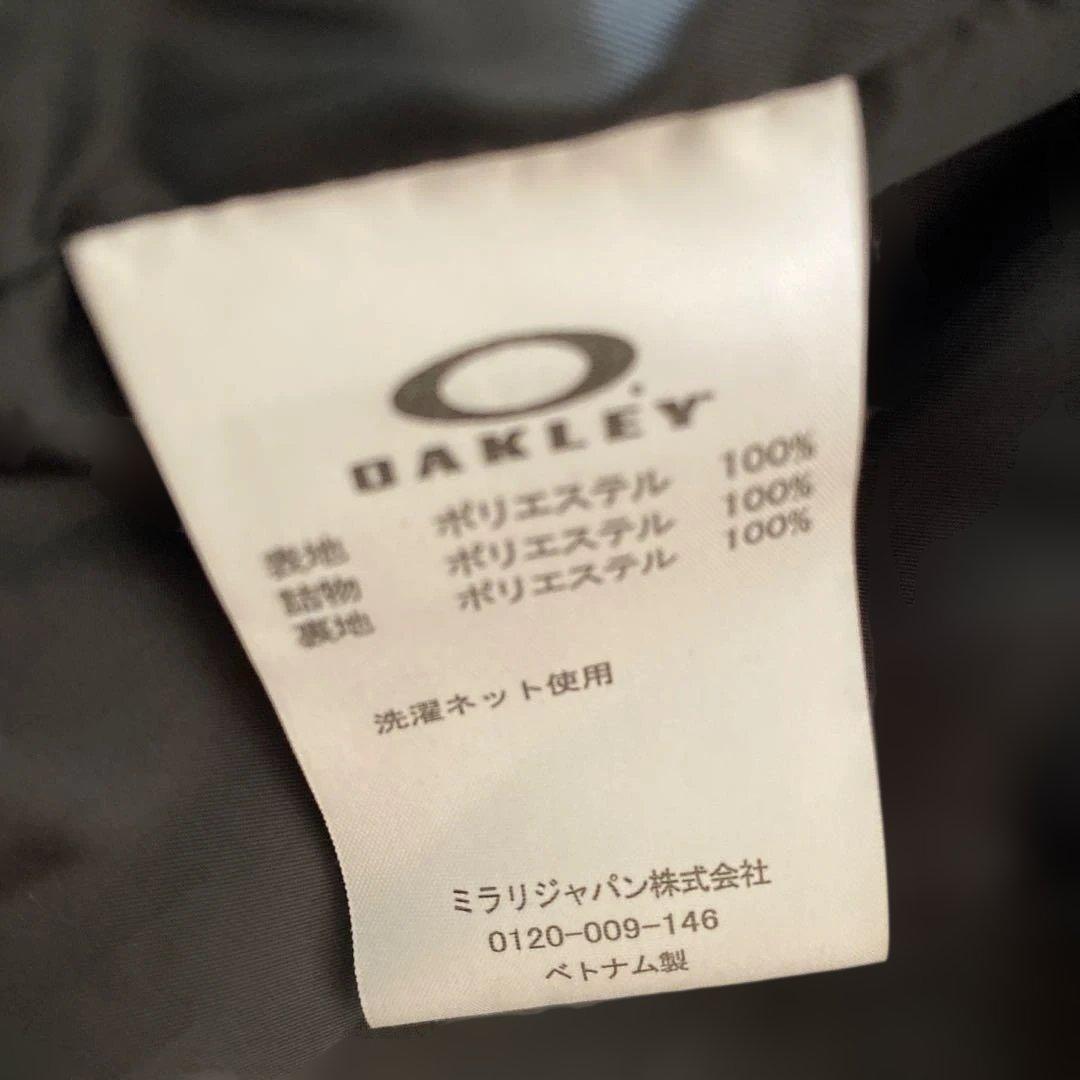 OAKLEY
表地 ポリエステル 100%
詰物 ポリエステル 100%
裏地 ポリエステル 100%
洗濯ネット使用
ミラリジャパン株式会社
0120-009-146
ベトナム製